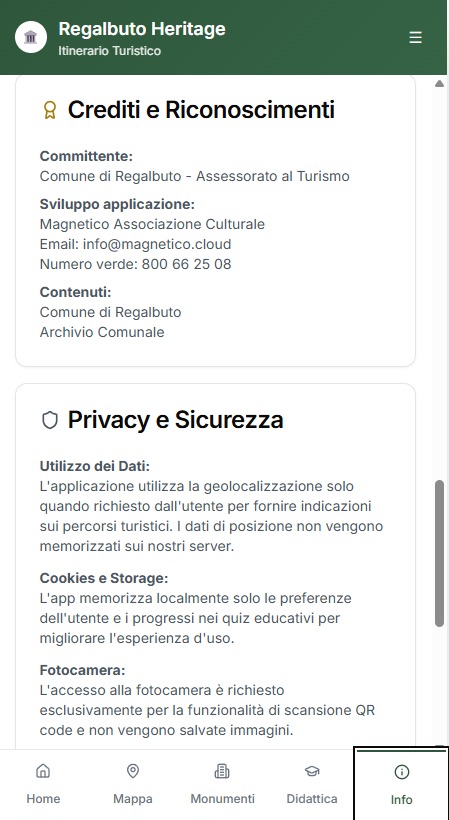 Regalbuto Heritage
Itinerario Turistico
Crediti e Riconoscimenti
Committente:
Comune di Regalbuto - Assessorato al Turismo
Sviluppo applicazione:
Magnetico Associazione Culturale
Email: info@magnetico.cloud
Numero verde: 800 66 25 08
Contenuti:
Comune di Regalbuto
Archivio Comunale
Privacy e Sicurezza
Utilizzo dei Dati:
L'applicazione utilizza la geolocalizzazione solo
quando richiesto dall'utente per fornire indicazioni
sui percorsi turistici. I dati di posizione non vengono
memorizzati sui nostri server.
Cookies e Storage:
L'app memorizza localmente solo le preferenze
dell'utente e i progressi nei quiz educativi per
migliorare l'esperienza d'uso.
Fotocamera:
L'accesso alla fotocamera è richiesto
esclusivamente per la funzionalità di scansione QR
code e non vengono salvate immagini.
Home
Mappa
Monumenti
Didattica
Info